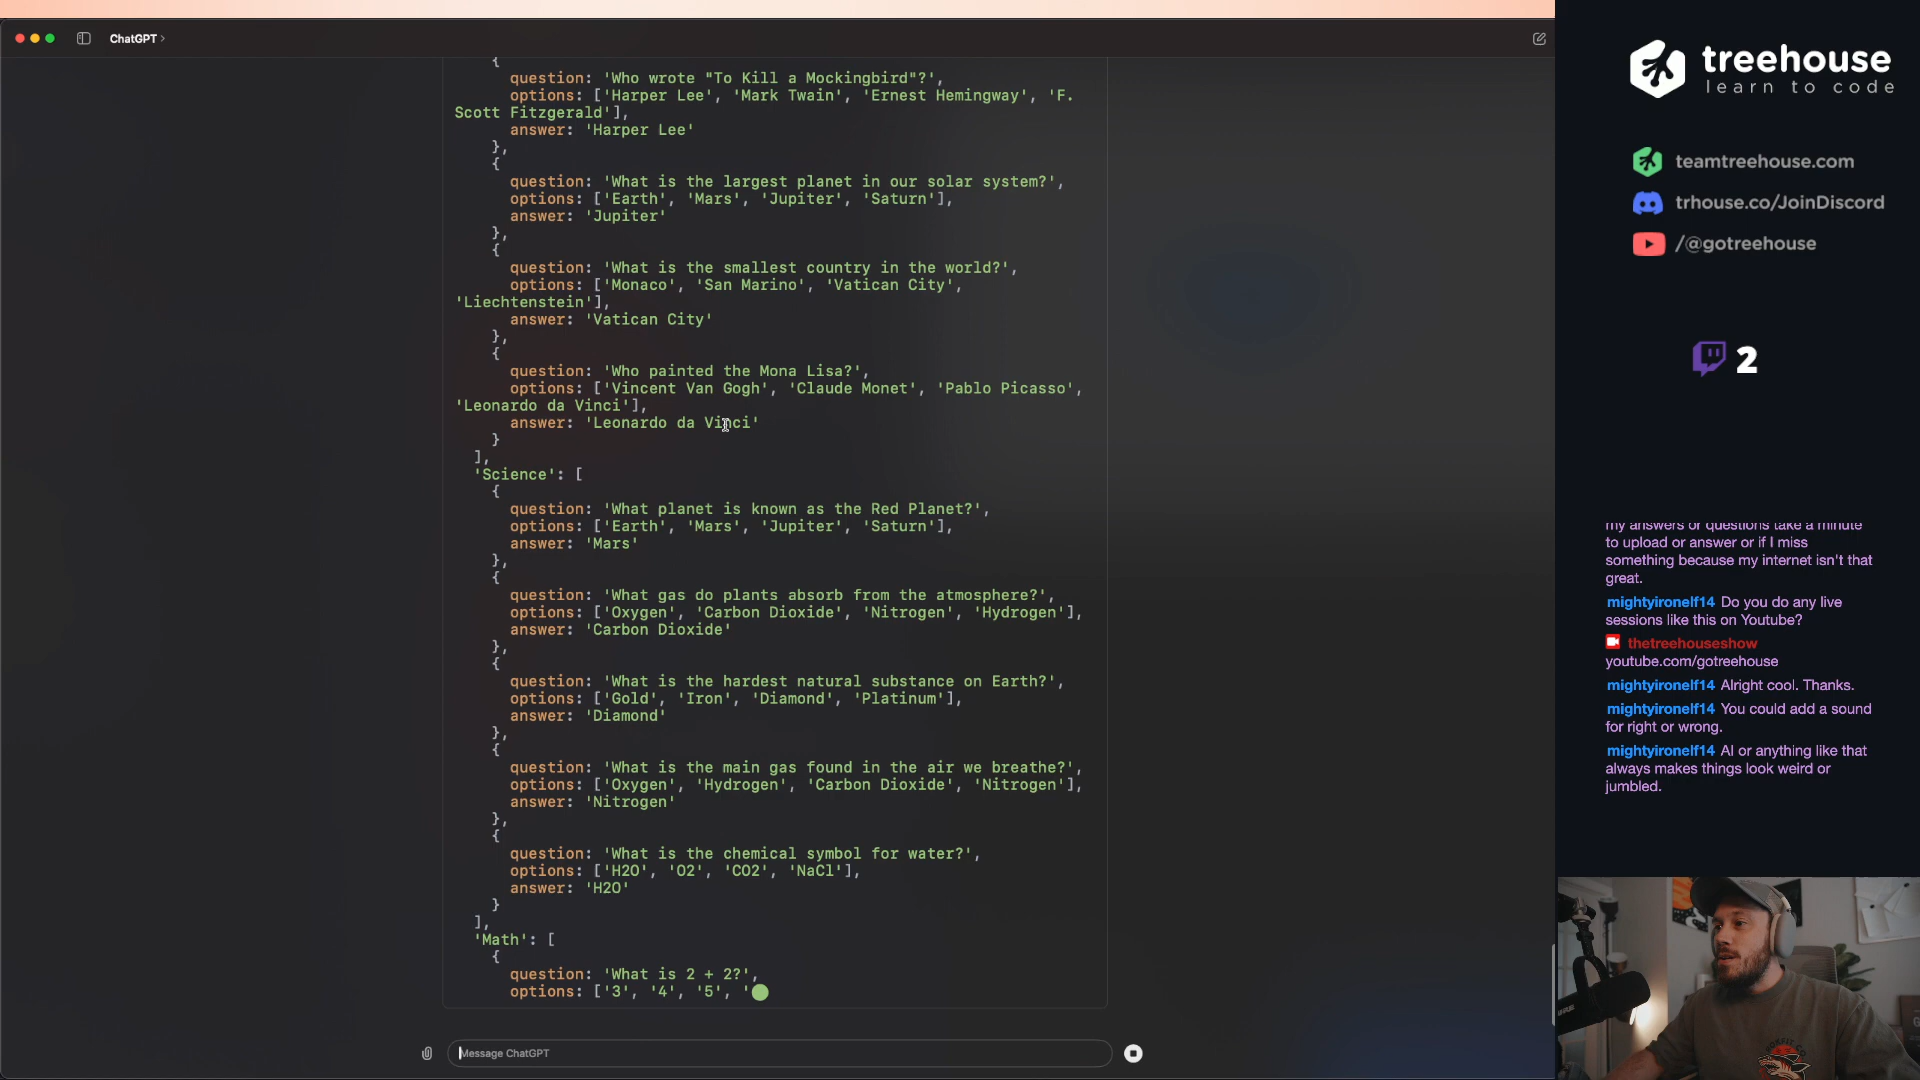 ChatGPT >
{
question: 'Who wrote "To Kill a Mockingbird"?',
options: ['Harper Lee', 'Mark Twain', 'Ernest Hemingway', 'F.
Scott Fitzgerald'],
answer: 'Harper Lee'
},
{
question: 'What is the largest planet in our solar system?',
options: ['Earth', 'Mars', 'Jupiter', 'Saturn'],
answer: 'Jupiter'
},
{
question: 'What is the smallest country in the world?',
options: ['Monaco', 'San Marino', 'Vatican City',
'Liechtenstein'],
answer: 'Vatican City'
},
{
question: 'Who painted the Mona Lisa?',
options: ['Vincent Van Gogh', 'Claude Monet', 'Pablo Picasso',
'Leonardo da Vinci'],
answer: 'Leonardo da Vinci'
}
],
'Science': [
{
question: 'What planet is known as the Red Planet?',
options: ['Earth', 'Mars', 'Jupiter', 'Saturn'],
answer: 'Mars'
},
{
question: 'What gas do plants absorb from the atmosphere?',
options: ['Oxygen', 'Carbon Dioxide', 'Nitrogen', 'Hydrogen'],
answer: 'Carbon Dioxide'
},
{
question: 'What is the hardest natural substance on Earth?',
options: ['Gold', 'Iron', 'Diamond', 'Platinum'],
answer: 'Diamond'
},
{
question: 'What is the main gas found in the air we breathe?',
options: ['Oxygen', 'Hydrogen', 'Carbon Dioxide', 'Nitrogen'],
answer: 'Nitrogen'
},
{
question: 'What is the chemical symbol for water?',
options: ['H2O', 'O2', 'CO2', 'NaCl'],
answer: 'H2O'
}
],
'Math': [
{
question: 'What is 2 + 2?',
options: ['3', '4', '5', '
Message ChatGPT
treehouse
learn to code
teamtreehouse.com
trhouse.co/JoinDiscord
/@gotreehouse
2
my answers or questions take a minute
to upload or answer or if I miss
something because my internet isn't that
great.
mightyironelf14 Do you do any live
sessions like this on Youtube?
thetreehouseshow
youtube.com/gotreehouse
mightyironelf14 Alright cool. Thanks.
mightyironelf14 You could add a sound
for right or wrong.
mightyironelf14 AI or anything like that
always makes things look weird or
jumbled.